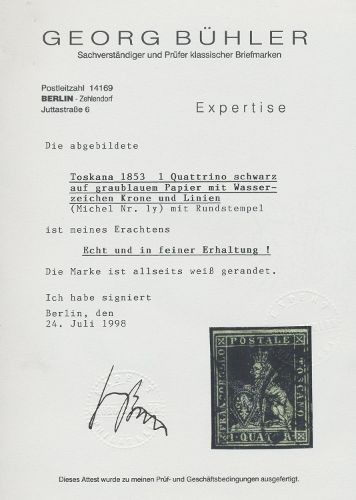 GEORG BÜHLER
Sachverständiger und Prüfer klassischer Briefmarken
Postleitzahl 14169
BERLIN - Zehlendorf
Juttastraße 6
Expertise
Die abgebildete
Toskana 1853 1 Quattrino schwarz
auf graublauem Papier mit Wasser-
zeichen Krone und Linien
(Michel Nr. 1y) mit Rundstempel
ist meines Erachtens
Echt und in feiner Erhaltung !
Die Marke ist allseits weiß gerandet.
Ich habe signiert
Berlin, den
24. Juli 1998
POSTALE
1 QUAT R
Dieses Attest wurde zu meinen Prüf- und Geschäftsbedingungen ausgefertigt.